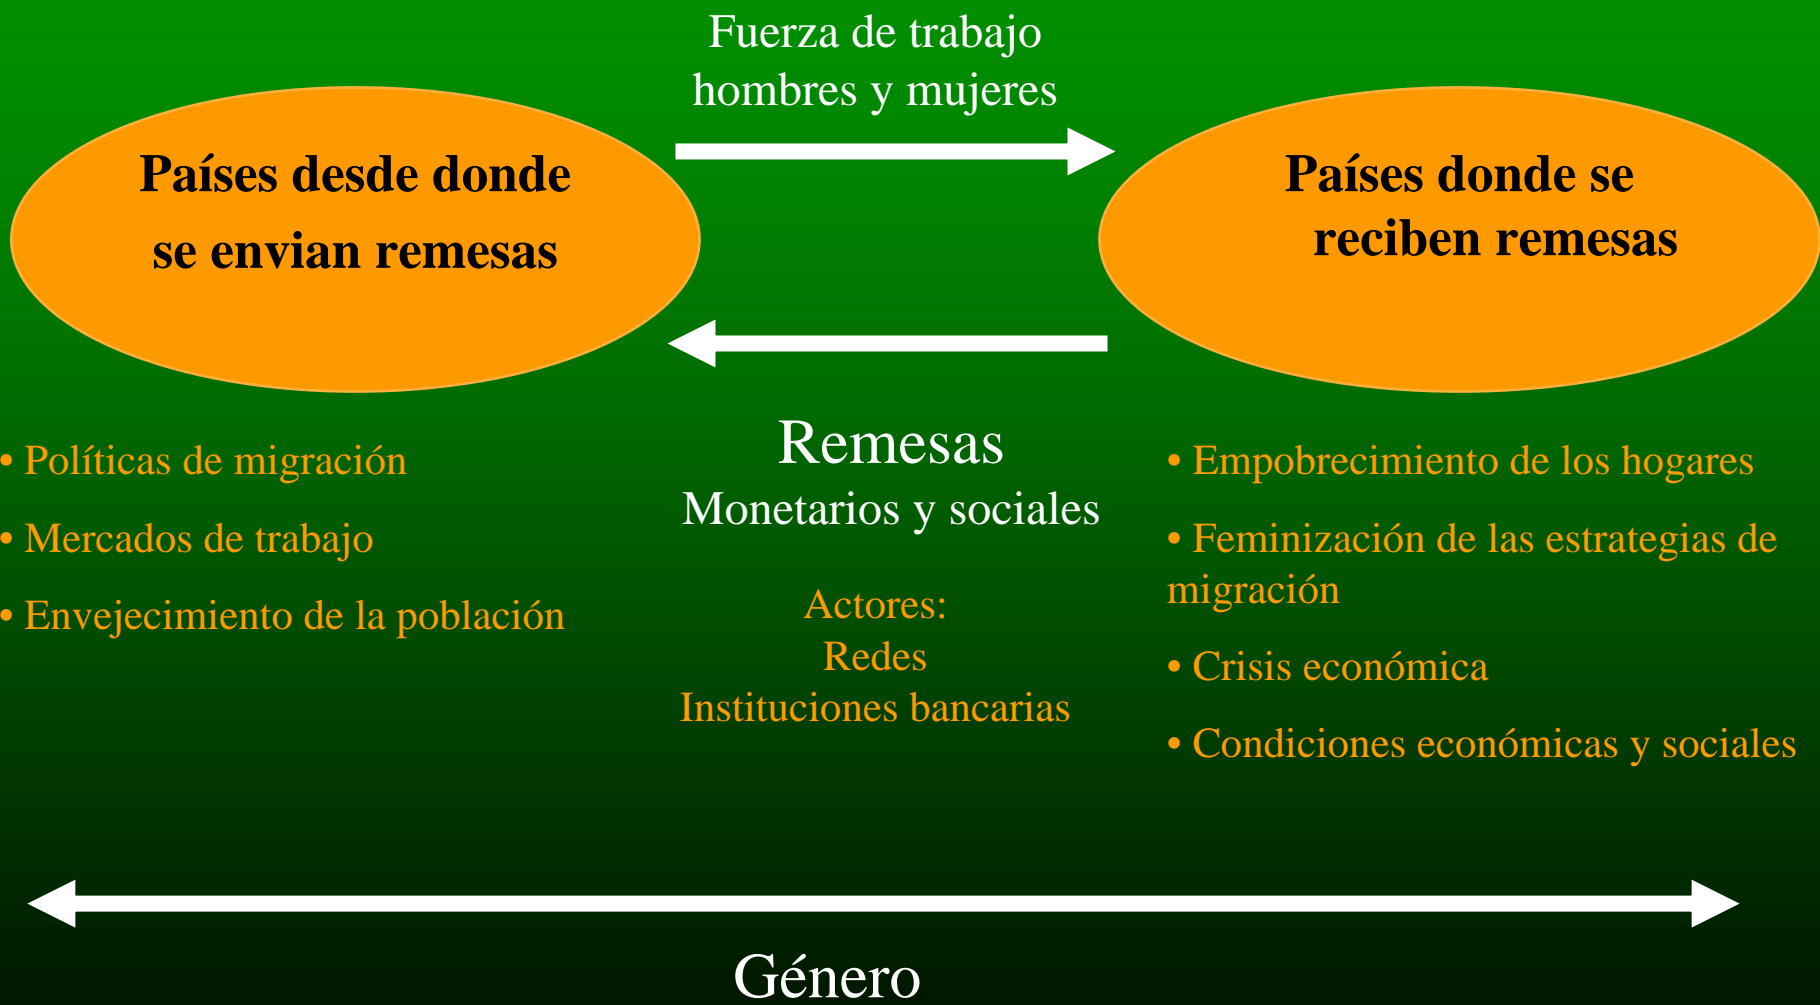 Fuerza de trabajo
hombres y mujeres
Países desde donde
se envian remesas
Países donde se
reciben remesas
Remesas
Monetarios y sociales
Actores:
Redes
Instituciones bancarias
• Políticas de migración
• Mercados de trabajo
• Envejecimiento de la población
• Empobrecimiento de los hogares
• Feminización de las estrategias de
migración
• Crisis económica
• Condiciones económicas y sociales
Género